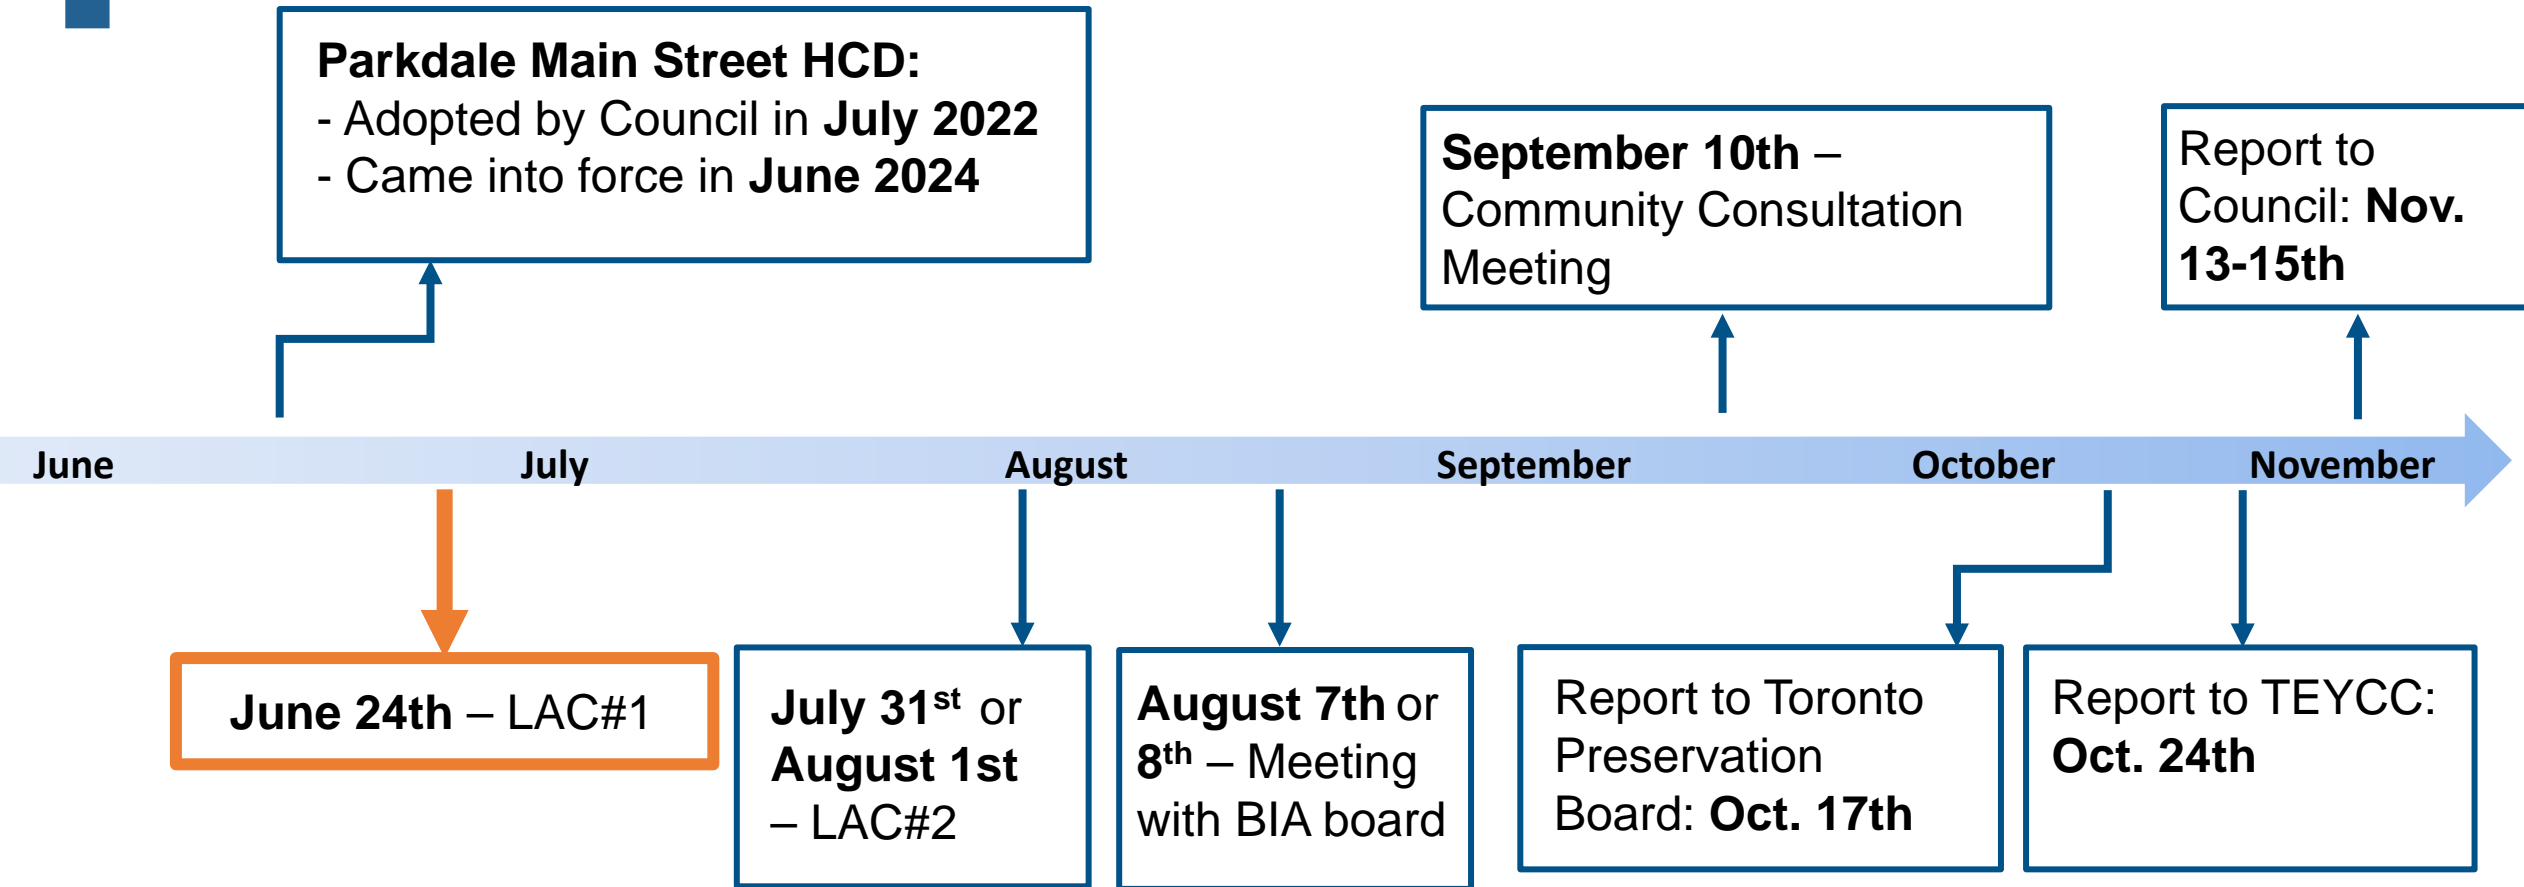 Parkdale Main Street HCD:
- Adopted by Council in July 2022
- Came into force in June 2024
September 10th –
Community Consultation
Meeting
Report to
Council: Nov.
13-15th
June
July
August
September
October
November
June 24th – LAC#1
July 31st or
August 1st
– LAC#2
August 7th or
8th – Meeting
with BIA board
Report to Toronto
Preservation
Board: Oct. 17th
Report to TEYCC:
Oct. 24th